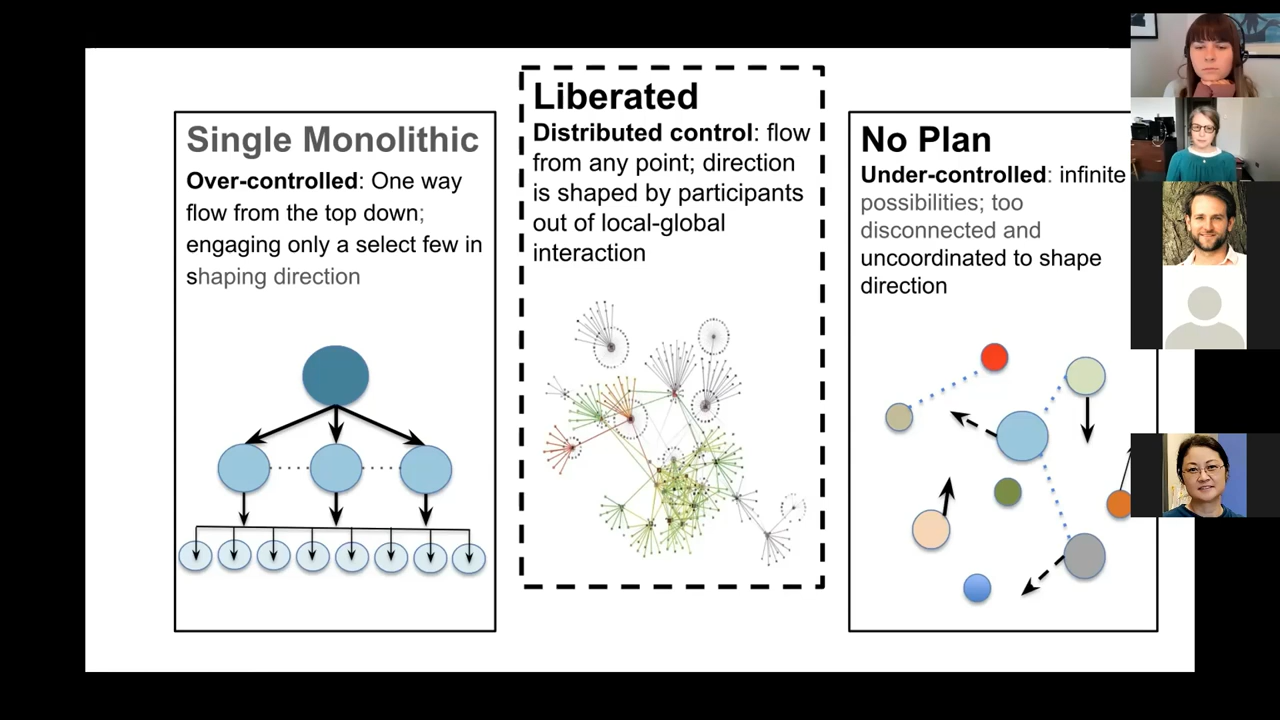 Single Monolithic
Over-controlled: One way
flow from the top down;
engaging only a select few in
shaping direction
Liberated
Distributed control: flow
from any point; direction
is shaped by participants
out of local-global
interaction
No Plan
Under-controlled: infinite
possibilities; too
disconnected and
uncoordinated to shape
direction